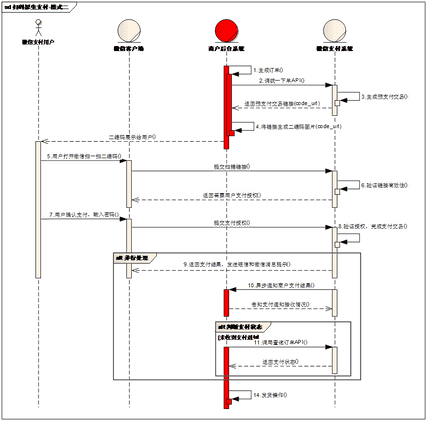 sd 扫码原生支付-模式二
微信支付用户
微信客户端
商户后台系统
微信支付系统
1.生成订单()
2.调统一下单API()
3.生成预支付交易()
返回预支付交易链接(code_url)
4.将链接生成二维码图片(code_url)
二维码展示给用户()
5.用户打开微信扫一扫二维码()
提交扫描链接()
6.验证链接有效性()
返回需要用户支付授权()
7.用户确认支付，输入密码()
提交支付授权()
8.验证授权，完成支付交易()
alt 并行处理
9.返回支付结果，发送短信和微信消息提示()
10.异步通知商户支付结果()
告知支付通知接收情况()
alt 判断支付状态
[未收到支付通知]
11.调用查询订单API()
返回支付状态()
14.发货操作()